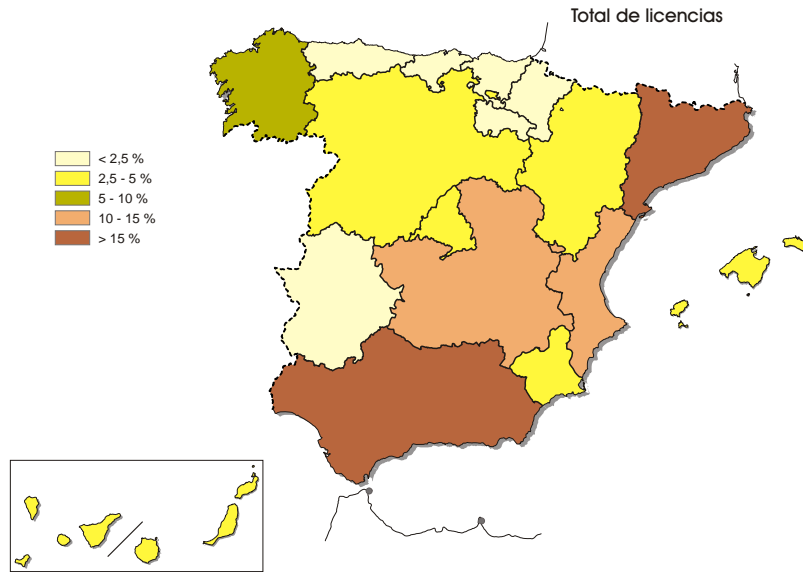 Total de licencias
< 2,5 %
2,5 - 5 %
5 - 10 %
10 - 15 %
> 15 %